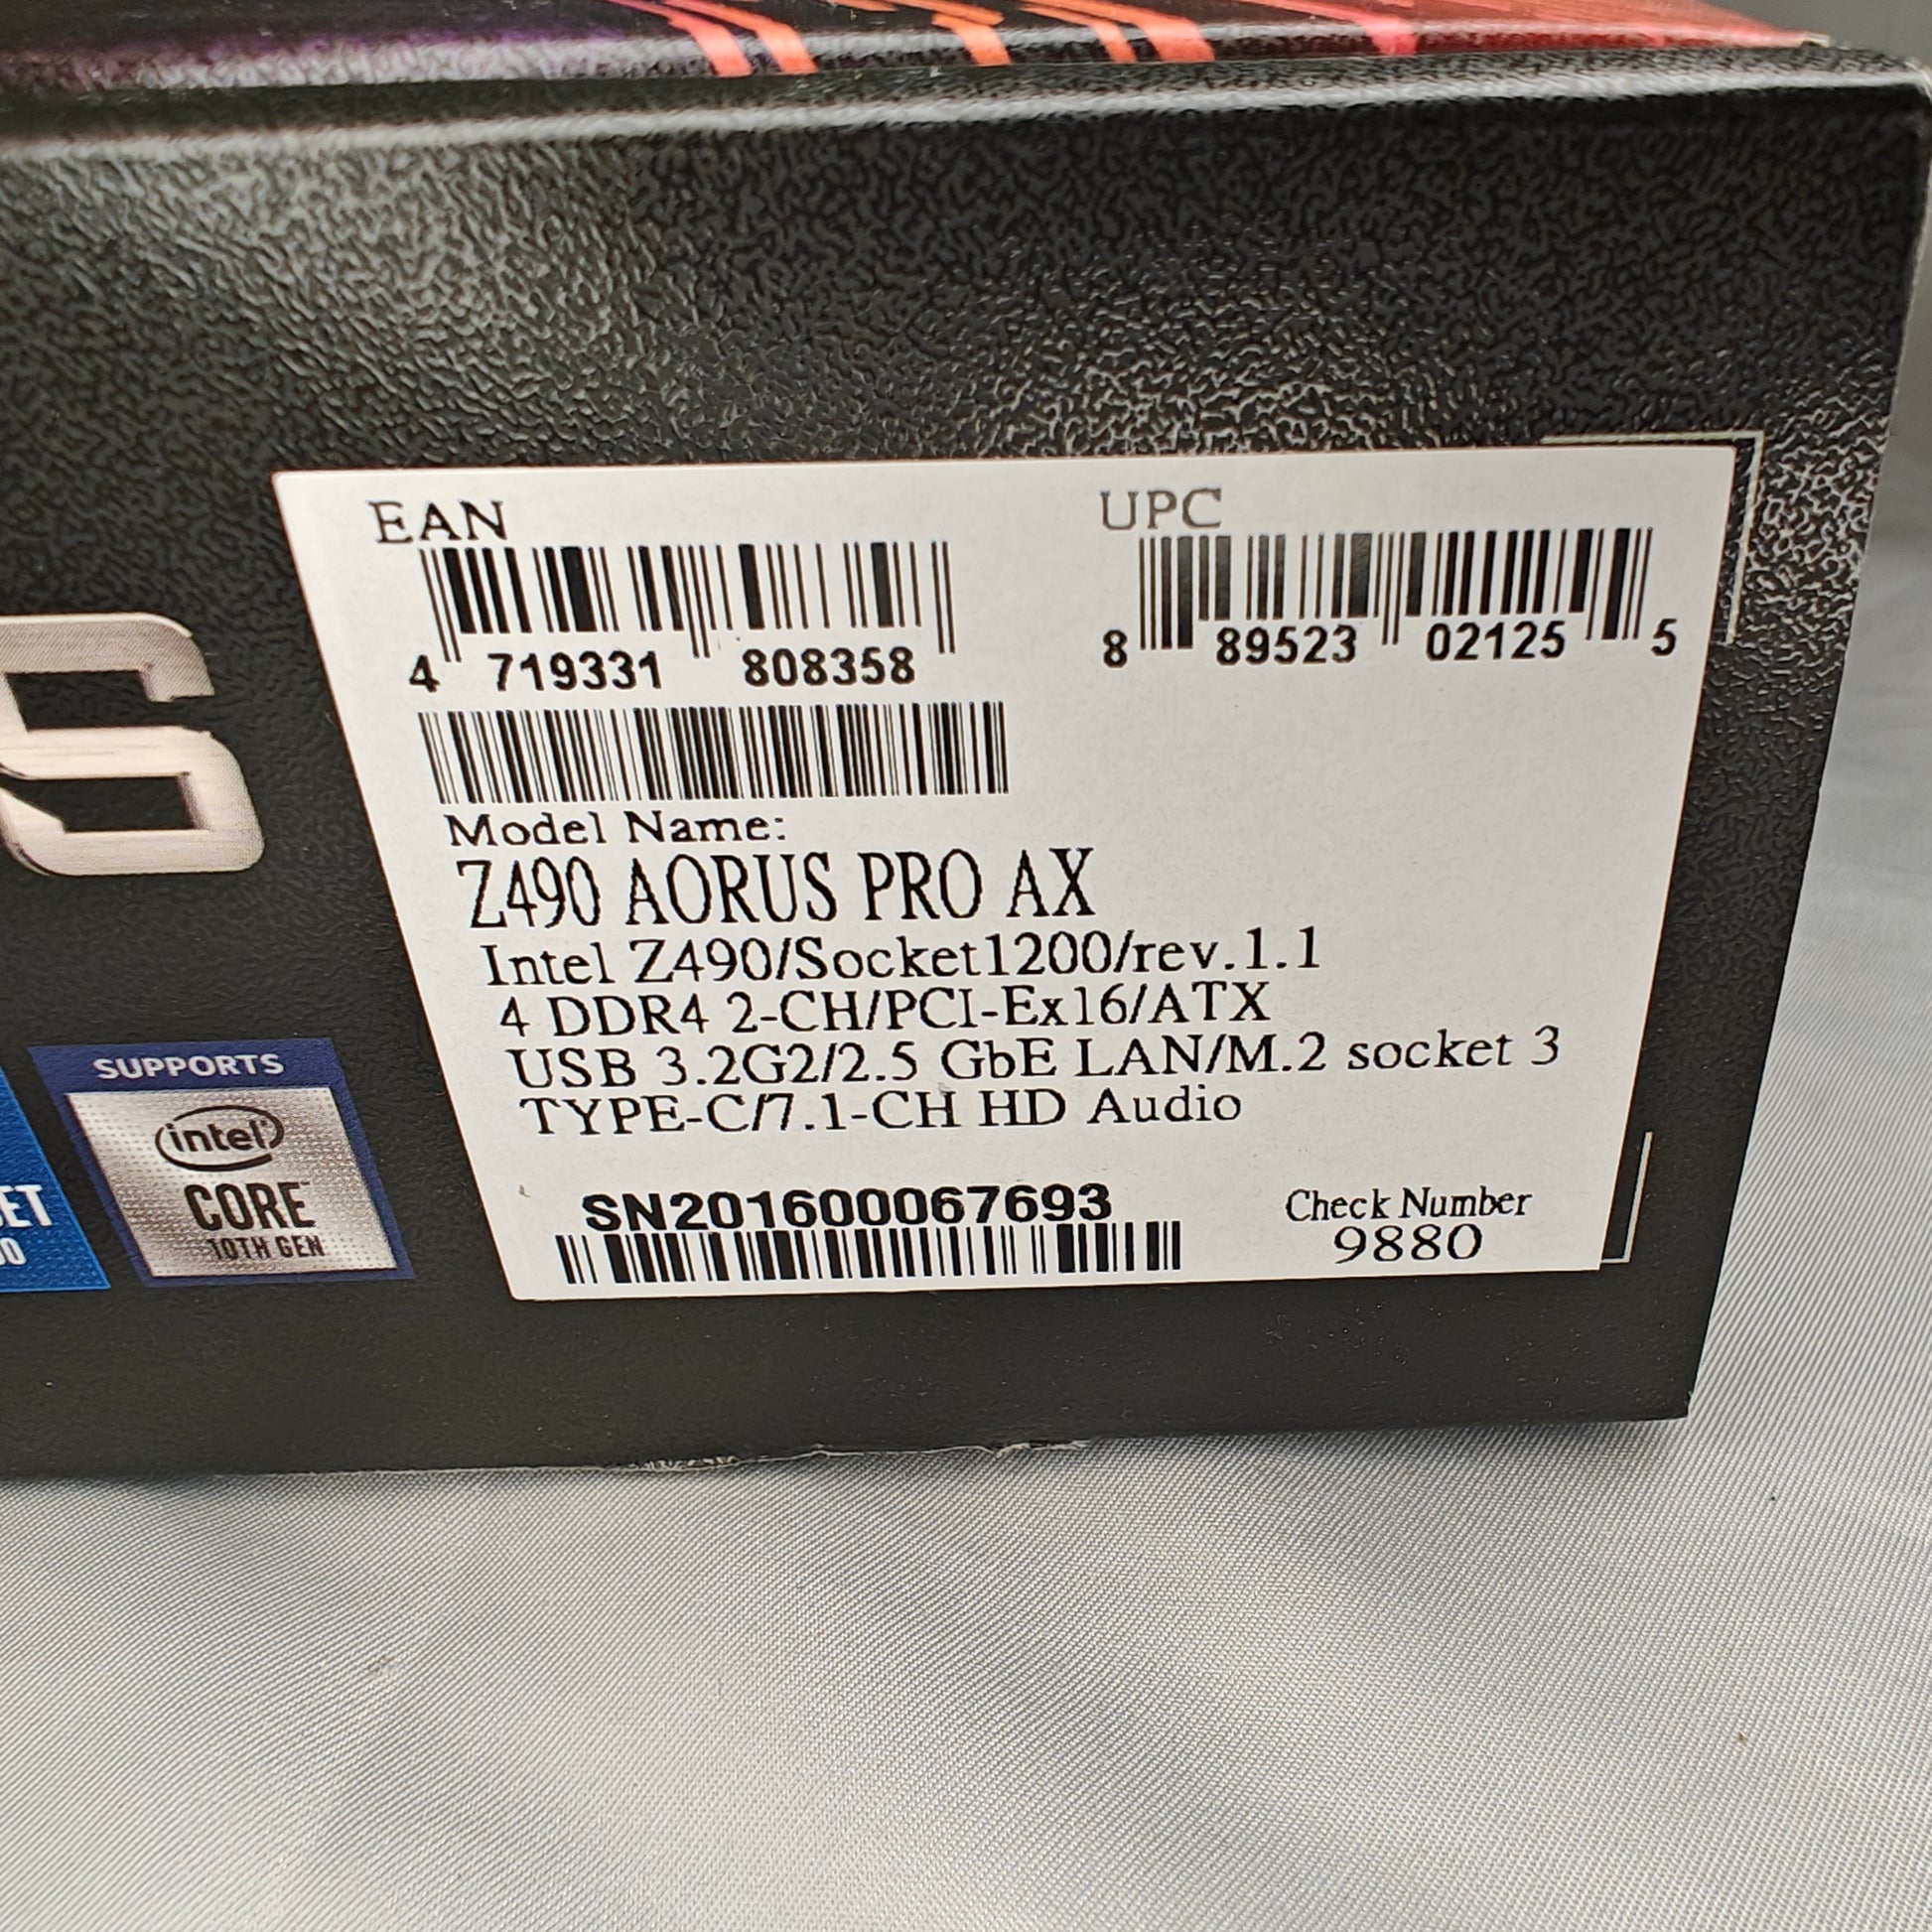 EAN
UPC
4 719331 808358
8 89523 02125 5
Model Name:
Z490 AORUS PRO AX
Intel Z490/Socket1200/rev.1.1
4 DDR4 2-CH/PCI-Ex16/ATX
USB 3.2G2/2.5 GbE LAN/M.2 socket 3
TYPE-C/7.1-CH HD Audio
SN201600067693
Check Number
9880
SUPPORTS
intel
CORE
10TH GEN